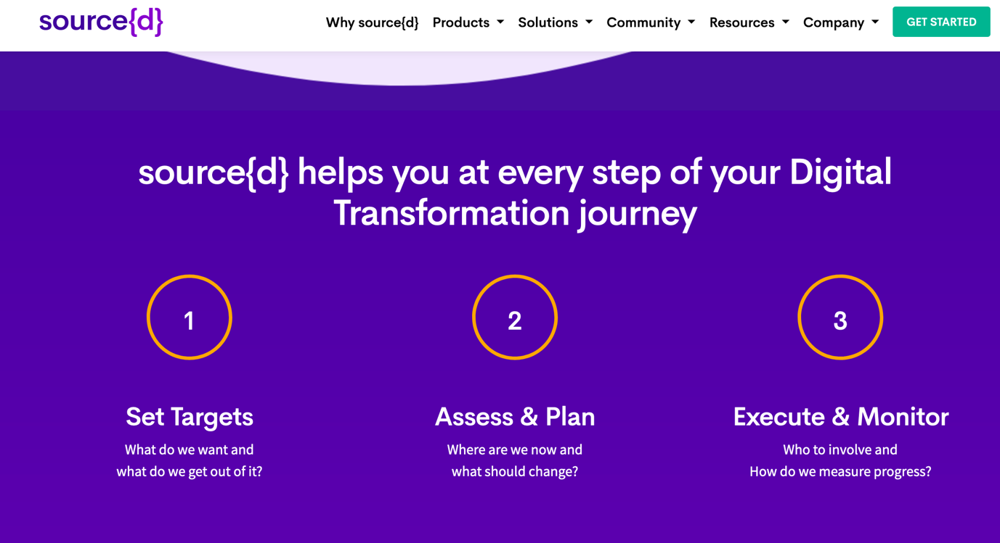 source{d}
Why source{d} Products Solutions Community Resources Company GET STARTED
source{d} helps you at every step of your Digital
Transformation journey
1
2
3
Set Targets
What do we want and
what do we get out of it?
Assess & Plan
Where are we now and
what should change?
Execute & Monitor
Who to involve and
How do we measure progress?